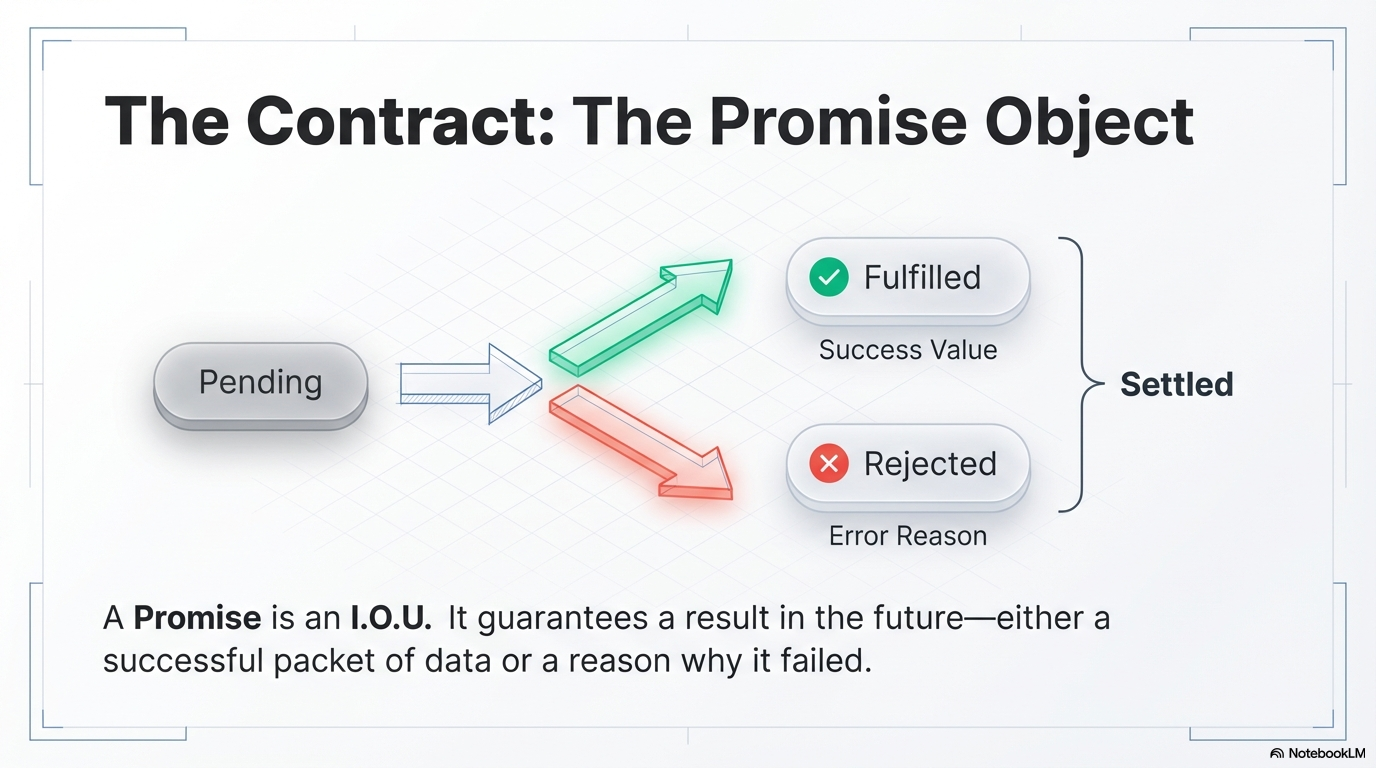 The Contract: The Promise Object
Pending
Fulfilled
Success Value
Rejected
Error Reason
Settled
A Promise is an I.O.U. It guarantees a result in the future—either a
successful packet of data or a reason why it failed.
NotebookLM